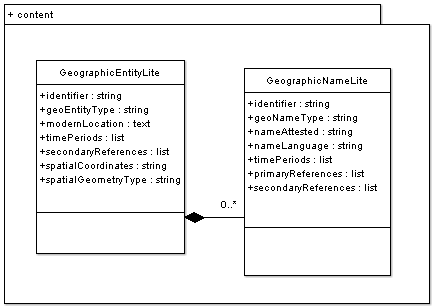 + content
GeographicEntityLite
+identifier : string
+geoEntityType : string
+modernLocation : text
+timePeriods : list
+secondaryReferences : list
+spatialCoordinates : string
+spatialGeometryType : string
GeographicNameLite
+identifier : string
+geoNameType : string
+nameAttested : string
+nameLanguage : string
+timePeriods : list
+primaryReferences : list
+secondaryReferences : list
0..*